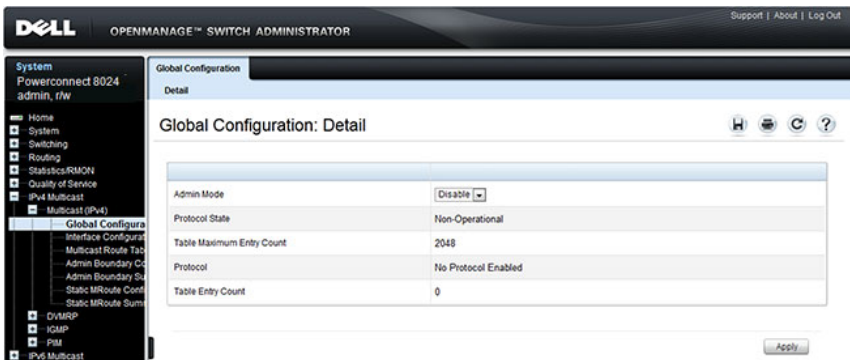 Support | About | Log Out
DELL OPENMANAGE™ SWITCH ADMINISTRATOR
System
Powerconnect 8024
admin, r/w
Home
System
Switching
Routing
Statistics/RMON
Quality of Service
IPv4 Multicast
Multicast (IPv4)
Global Configura
Interface Configurat
Multicast Route Tab
Admin Boundary Co
Admin Boundary Su
Static MRoute Confi
Static MRoute Summ
DVMRP
IGMP
PIM
IPv6 Multicast
Global Configuration
Detail
Global Configuration: Detail
?
Admin Mode Disable
Protocol State Non-Operational
Table Maximum Entry Count 2048
Protocol No Protocol Enabled
Table Entry Count 0
Apply